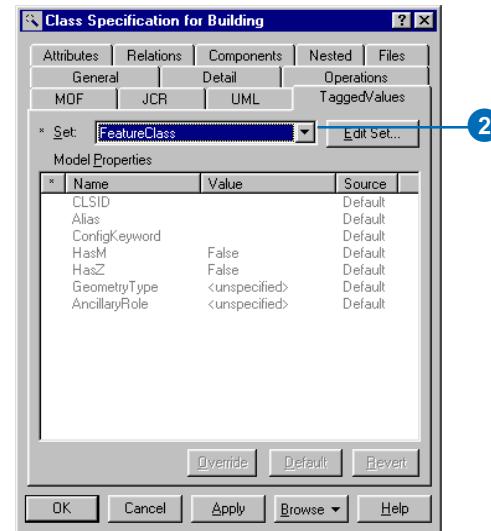 Class Specification for Building
Attributes Relations Components Nested Files
General Detail Operations
MOF JCR UML TaggedValues
* Set: FeatureClass Edit Set...
2
Model Properties
* Name Value Source
CLSID Default
Alias Default
ConfigKeyword Default
HasM False Default
HasZ False Default
GeometryType <unspecified> Default
AncillaryRole <unspecified> Default
Override Default Revert
OK Cancel Apply Browse Help